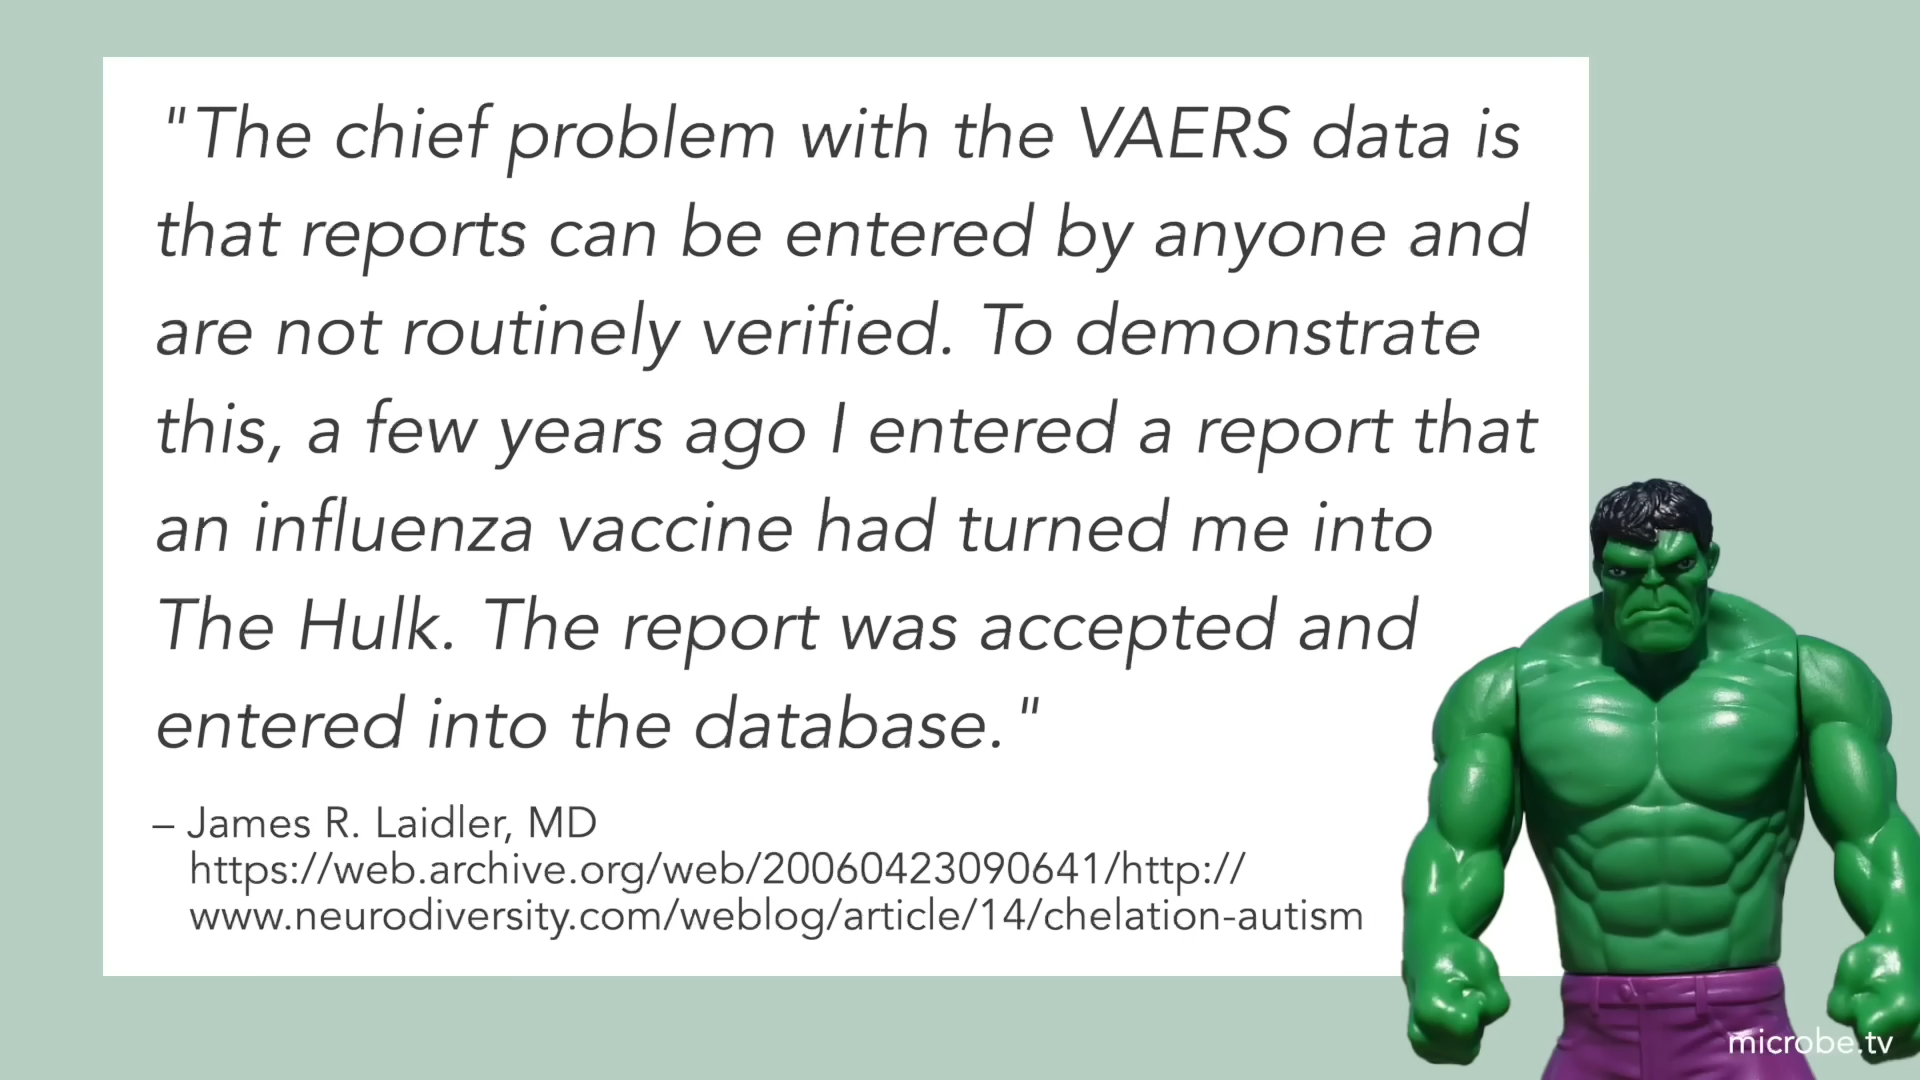 "The chief problem with the VAERS data is
that reports can be entered by anyone and
are not routinely verified. To demonstrate
this, a few years ago I entered a report that
an influenza vaccine had turned me into
The Hulk. The report was accepted and
entered into the database."
– James R. Laidler, MD
https://web.archive.org/web/20060423090641/http://
www.neurodiversity.com/weblog/article/14/chelation-autism
microbe.tv